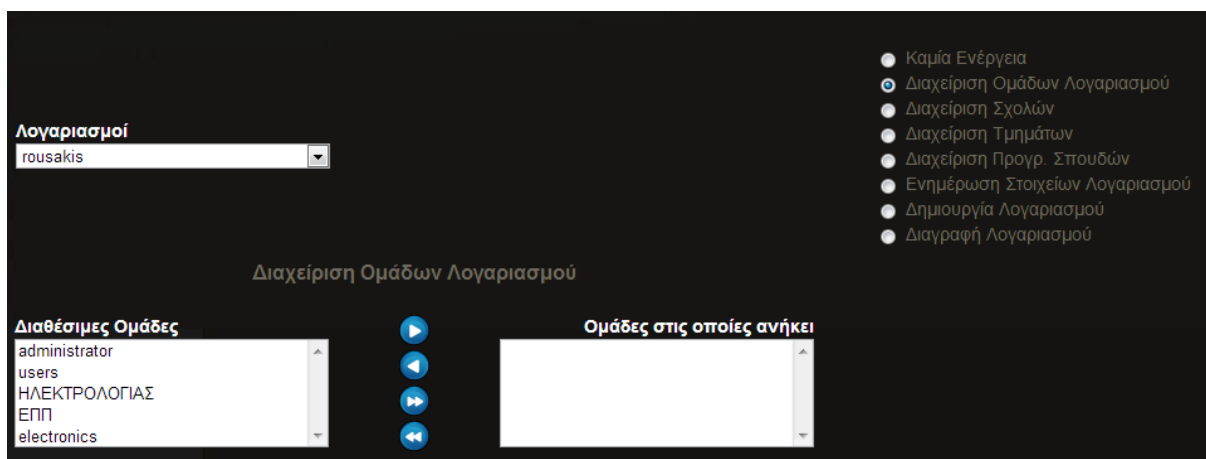 Καμία Ενέργεια
Διαχείριση Ομάδων Λογαριασμού
Διαχείριση Σχολών
Διαχείριση Τμημάτων
Διαχείριση Προγρ. Σπουδών
Ενημέρωση Στοιχείων Λογαριασμού
Δημιουργία Λογαριασμού
Διαγραφή Λογαριασμού
Λογαριασμοί
rousakis
Διαχείριση Ομάδων Λογαριασμού
Διαθέσιμες Ομάδες
administrator
users
ΗΛΕΚΤΡΟΛΟΓΙΑΣ
ΕΠΠ
electronics
Ομάδες στις οποίες ανήκει